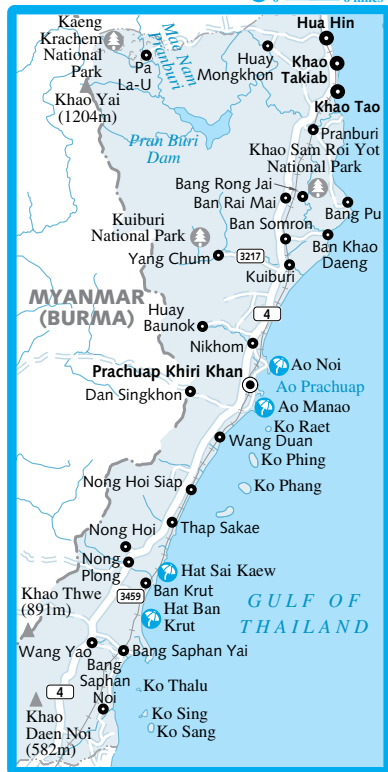 Kaeng
Krachem
National
Park
Pa
La-U
Mae Nam
Pranburi
Huay
Mongkhon
Hua Hin
Khao
Takiab
Khao Tao
Khao Yai
(1204m)
Pran Buri
Dam
Pranburi
Khao Sam Roi Yot
National Park
Bang Rong Jai
Ban Rai Mai
Bang Pu
Kuiburi
National Park
Ban Somron
Yang Chum
3217
Ban Khao
Daeng
Kuiburi
MYANMAR
(BURMA)
4
Huay
Baunok
Nikhom
Prachuap Khiri Khan
Ao Noi
Ao Prachuap
Dan Singkhon
Ao Manao
Ko Raet
Wang Duan
Ko Phing
Nong Hoi Siap
Ko Phang
Nong Hoi
Thap Sakae
Nong
Plong
Hat Sai Kaew
Khao Thwe
(891m)
3459
Ban Krut
Hat Ban
Krut
GULF OF
THAILAND
Wang Yao
Bang Saphan Yai
Bang
Saphan
Noi
4
Ko Thalu
Khao
Daen Noi
(582m)
Ko Sing
Ko Sang